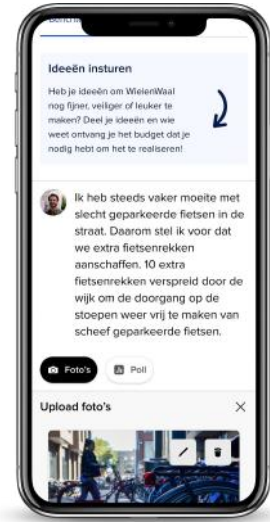 Ideeën insturen
Heb je ideeën om WielenWaal
nog fijner, veiliger of leuker te
maken? Deel je ideeën en wie
weet ontvang je het budget dat je
nodig hebt om het te realiseren!
Ik heb steeds vaker moeite met
slecht geparkeerde fietsen in de
straat. Daarom stel ik voor dat
we extra fietsenrekken
aanschaffen. 10 extra
fietsenrekken verspreid door de
wijk om de doorgang op de
stoepen weer vrij te maken van
scheef geparkeerde fietsen.
Foto's
Poll
Upload foto's